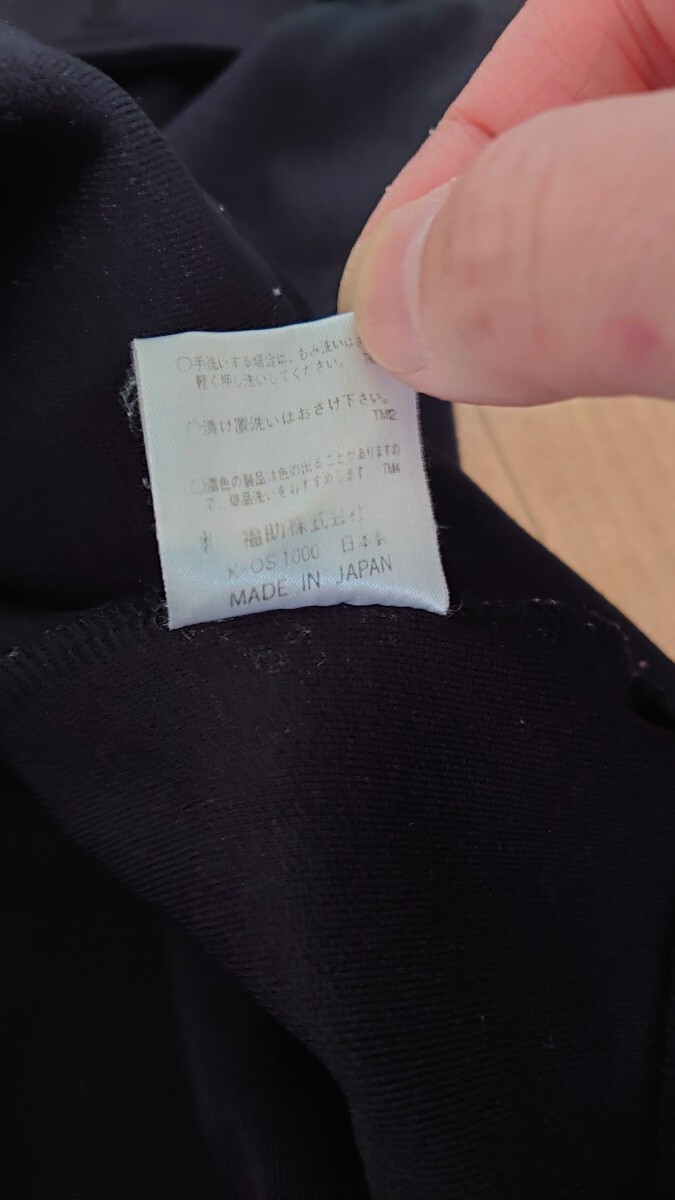 ○手洗いする場合は、もみ洗いはさ
軽く押し洗いしてください。
○漬け置洗いはおさけ下さい。
TM2
○濃色の製品は色の出ることがありますの
で、単品洗いをおすすめします TM4
福助株式会社
K-OS1000 日本製
MADE IN JAPAN